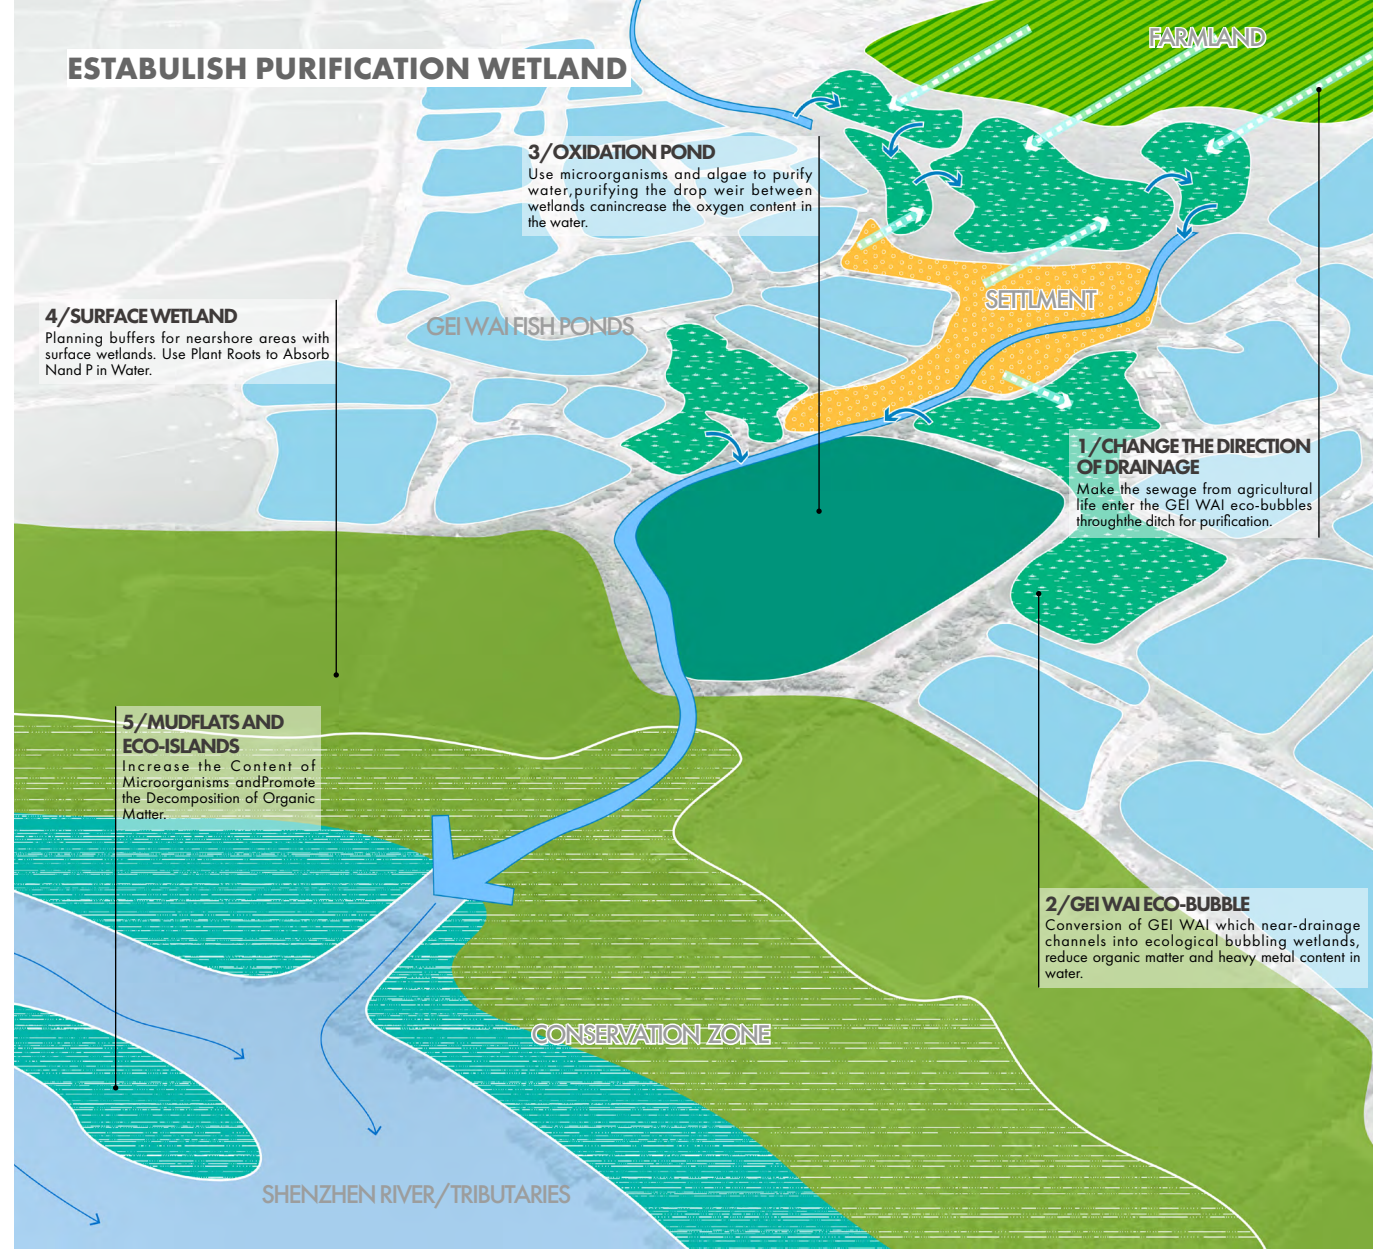 ESTABULISH PURIFICATION WETLAND
FARMLAND
3/OXIDATION POND
Use microorganisms and algae to purify
water,purifying the drop weir between
wetlands canincrease the oxygen content in
the water.
SETTLMENT
4/SURFACE WETLAND
Planning buffers for nearshore areas with
surface wetlands. Use Plant Roots to Absorb
Nand P in Water.
GEI WAI FISH PONDS
1/CHANGE THE DIRECTION
OF DRAINAGE
Make the sewage from agricultural
life enter the GEI WAI eco-bubbles
throughthe ditch for purification.
5/MUDFLATS AND
ECO-ISLANDS
Increase the Content of
Microorganisms andPromote
the Decomposition of Organic
Matter.
2/GEI WAI ECO-BUBBLE
Conversion of GEI WAI which near-drainage
channels into ecological bubbling wetlands,
reduce organic matter and heavy metal content in
water.
CONSERVATION ZONE
SHENZHEN RIVER/TRIBUTARIES